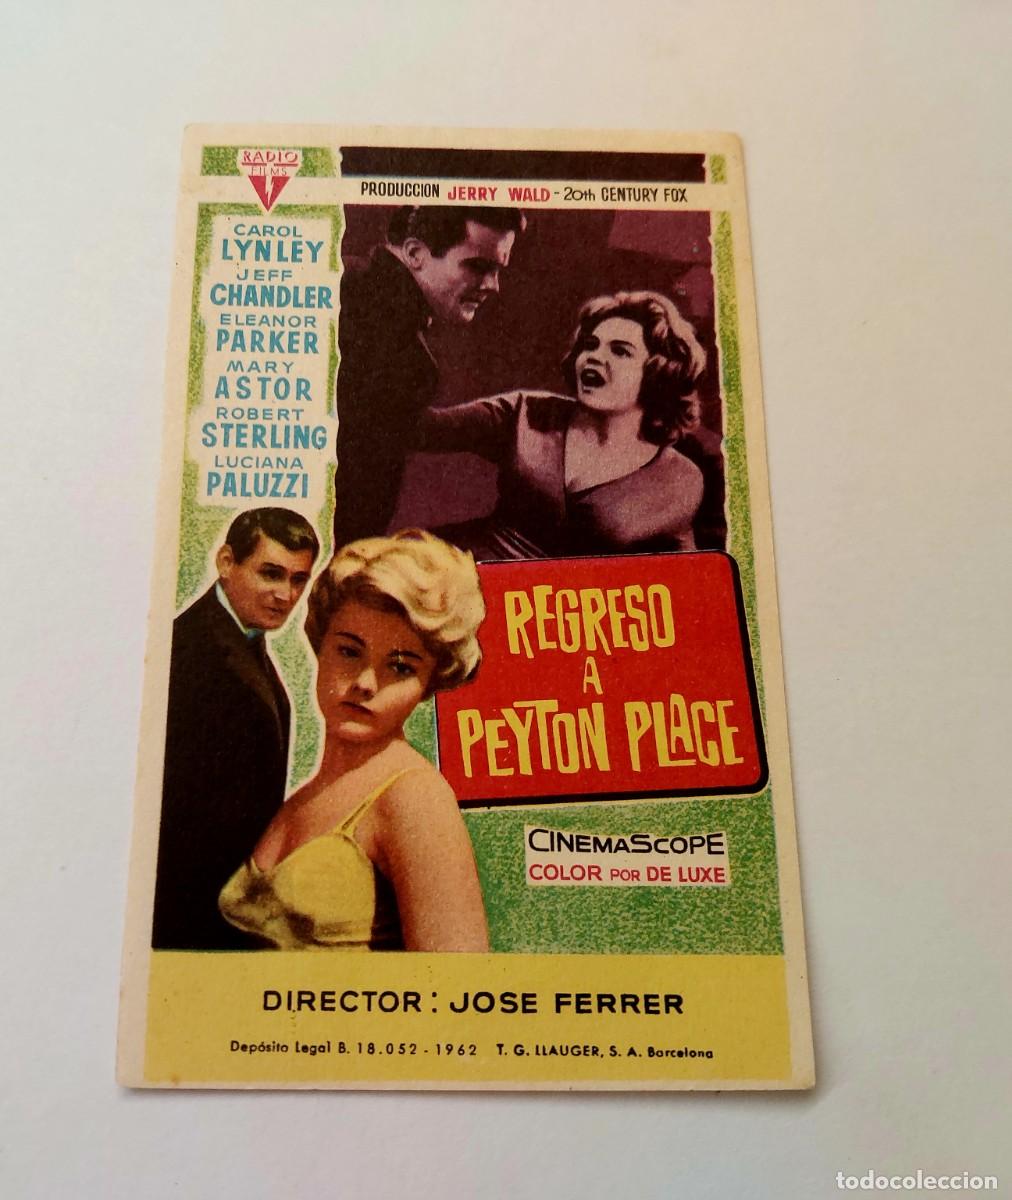 RADIO
FILMS
PRODUCCION JERRY WALD - 20th CENTURY FOX
CAROL
LYNLEY
JEFF
CHANDLER
ELEANOR
PARKER
MARY
ASTOR
ROBERT
STERLING
LUCIANA
PALUZZI
REGRESO
A
PEYTON PLACE
CINEMASCOPE
COLOR POR DE LUXE
DIRECTOR: JOSE FERRER
Depósito Legal B. 18.052 - 1962 T. G. LLAUGER, S. A. Barcelona
todocoleccion